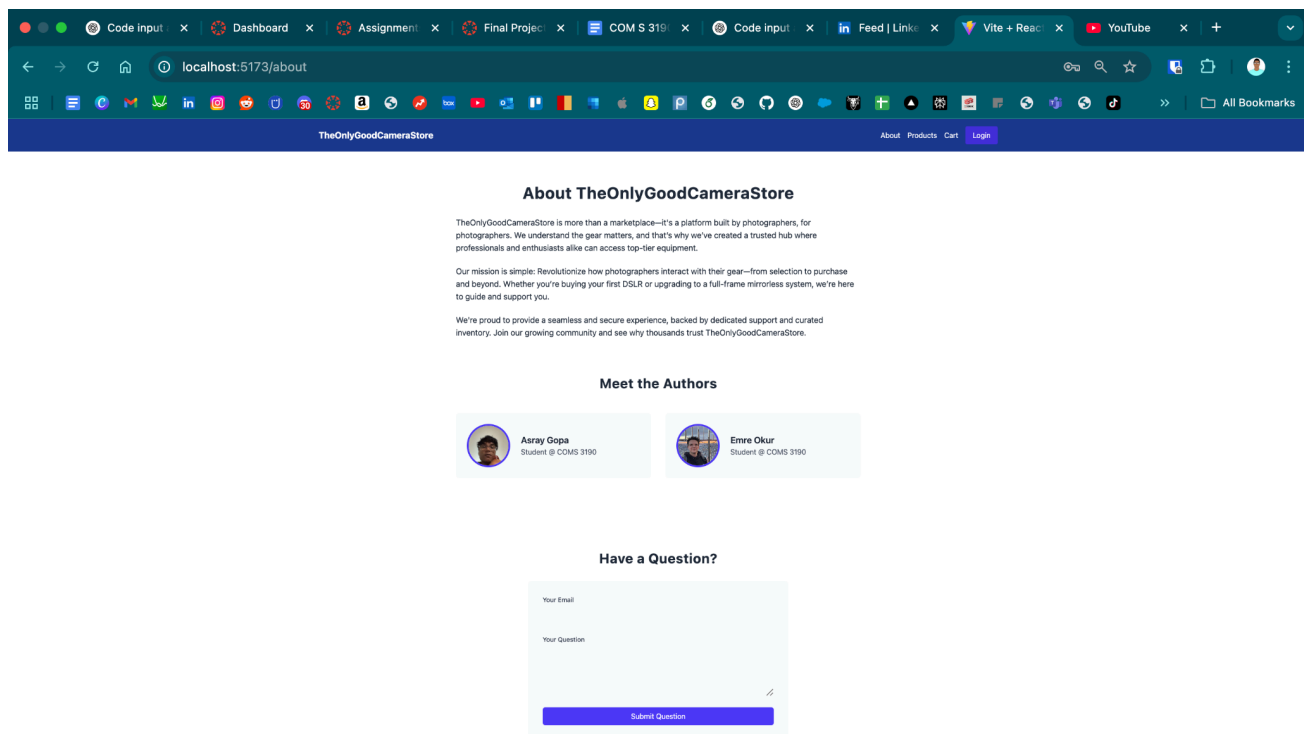 Code input
Dashboard
Assignment
Final Projec
COM S 319
Code input
Feed | Linke
Vite + Reac
YouTube
localhost:5173/about
All Bookmarks
TheOnlyGoodCameraStore
About Products Cart Login
About TheOnlyGoodCameraStore
TheOnlyGoodCameraStore is more than a marketplace—it's a platform built by photographers, for
photographers. We understand the gear matters, and that's why we've created a trusted hub where
professionals and enthusiasts alike can access top-tier equipment.
Our mission is simple: Revolutionize how photographers interact with their gear—from selection to purchase
and beyond. Whether you're buying your first DSLR or upgrading to a full-frame mirrorless system, we're here
to guide and support you.
We're proud to provide a seamless and secure experience, backed by dedicated support and curated
inventory. Join our growing community and see why thousands trust TheOnlyGoodCameraStore.
Meet the Authors
Asray Gopa
Student @ COMS 3190
Emre Okur
Student @ COMS 3190
Have a Question?
Your Email
Your Question
Submit Question